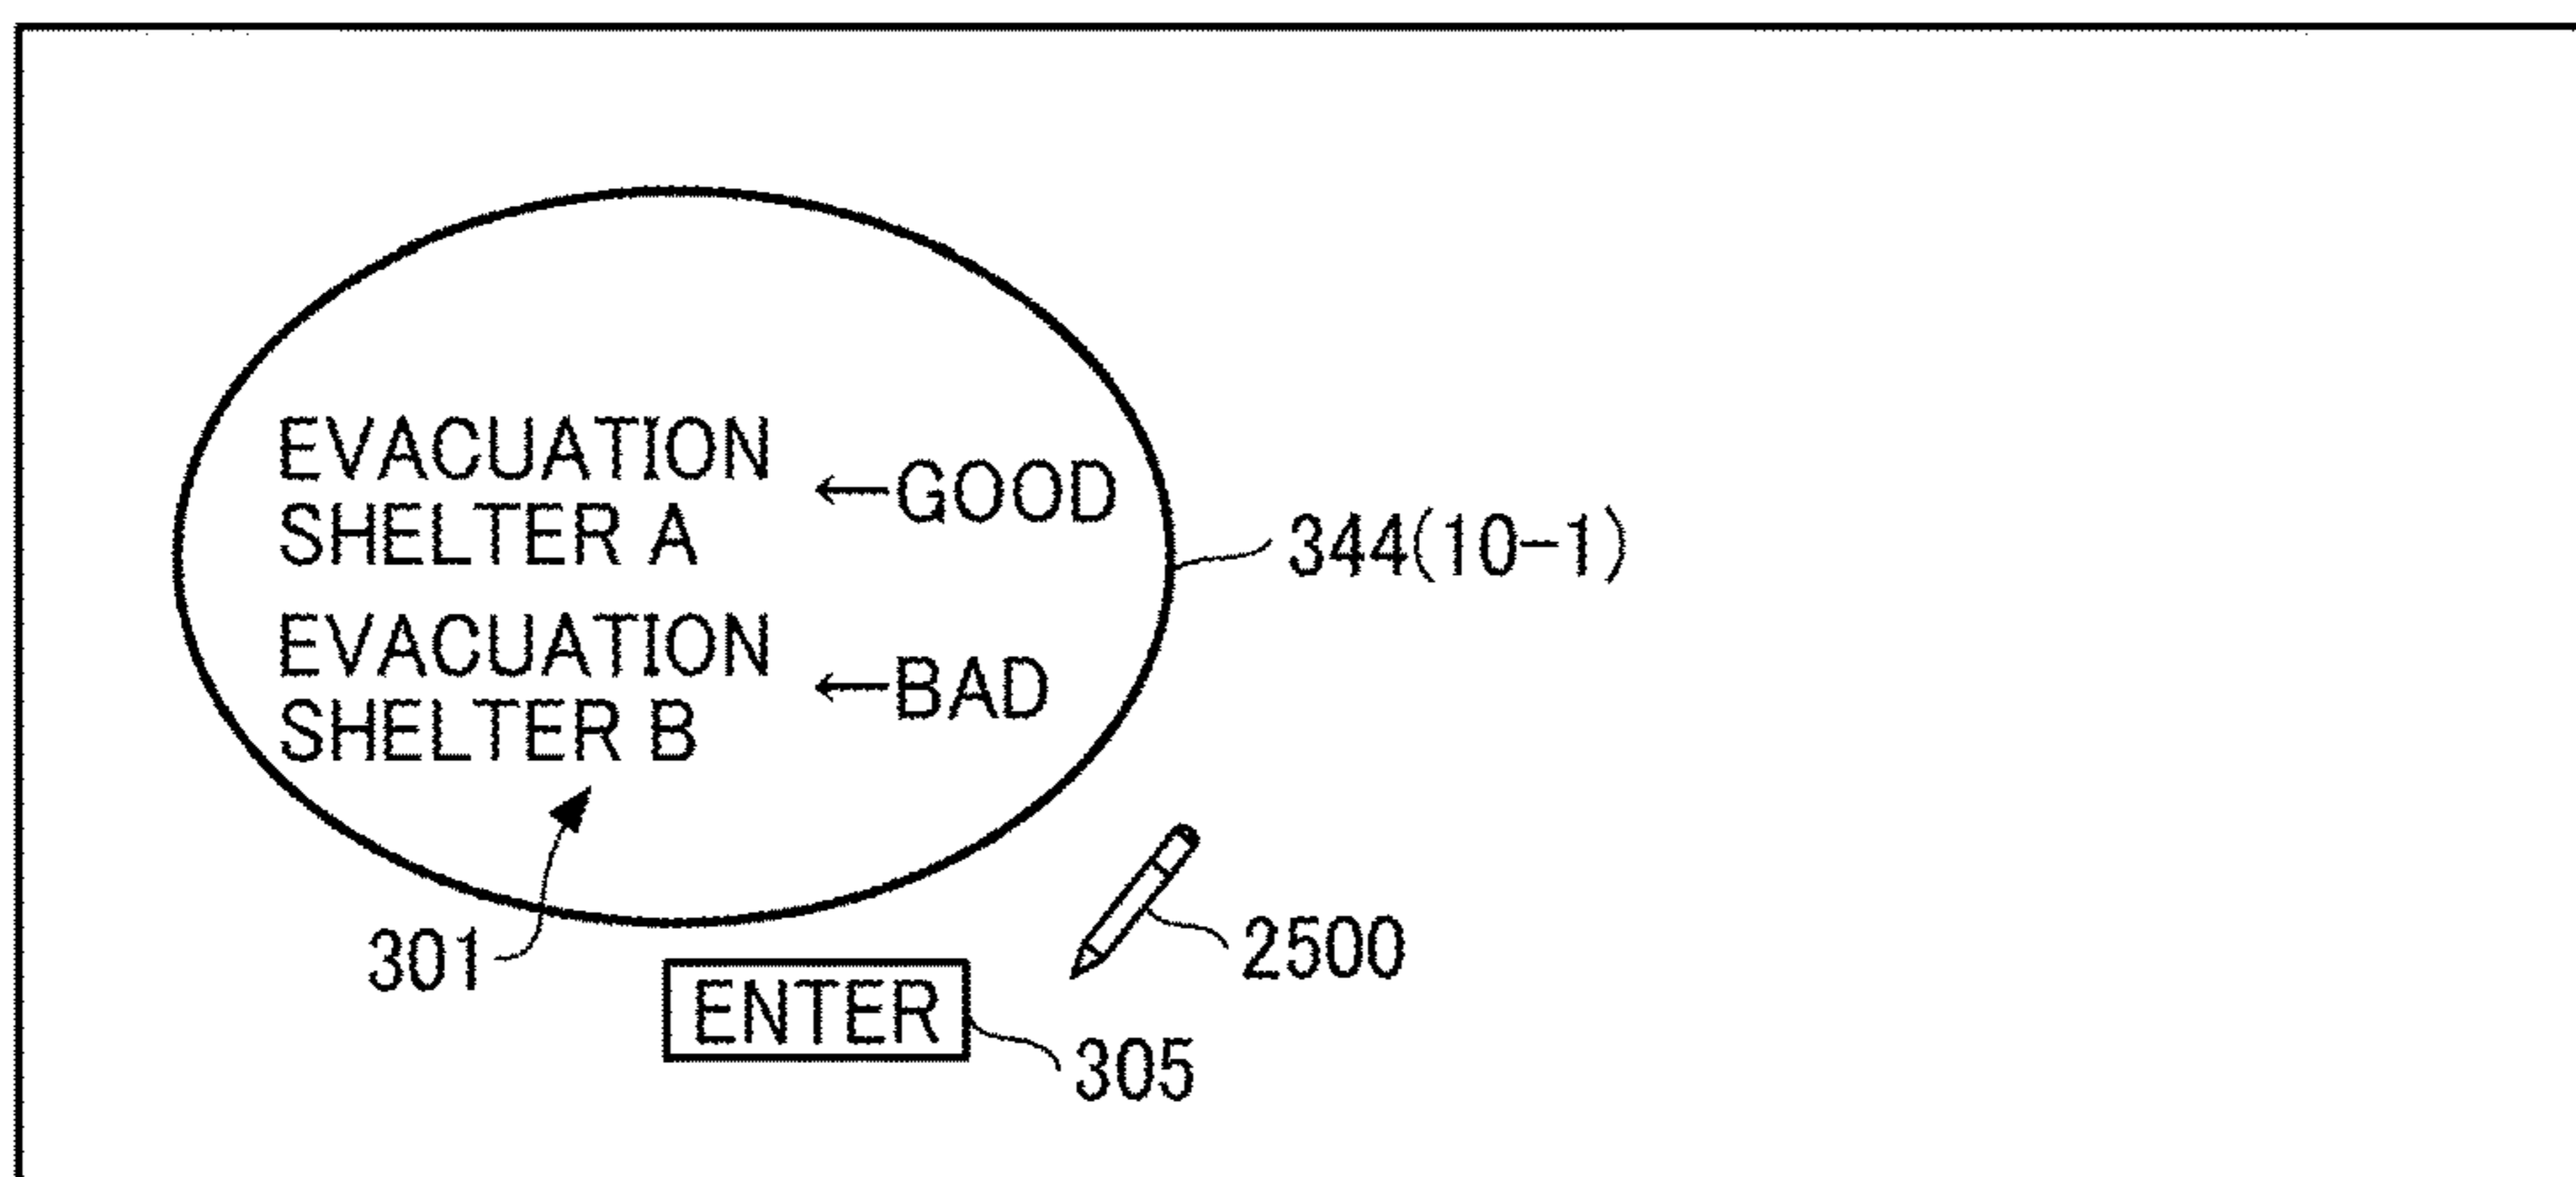 EVACUATION
SHELTER A
←GOOD
344(10-1)
EVACUATION
SHELTER B
←BAD
301
2500
ENTER
305